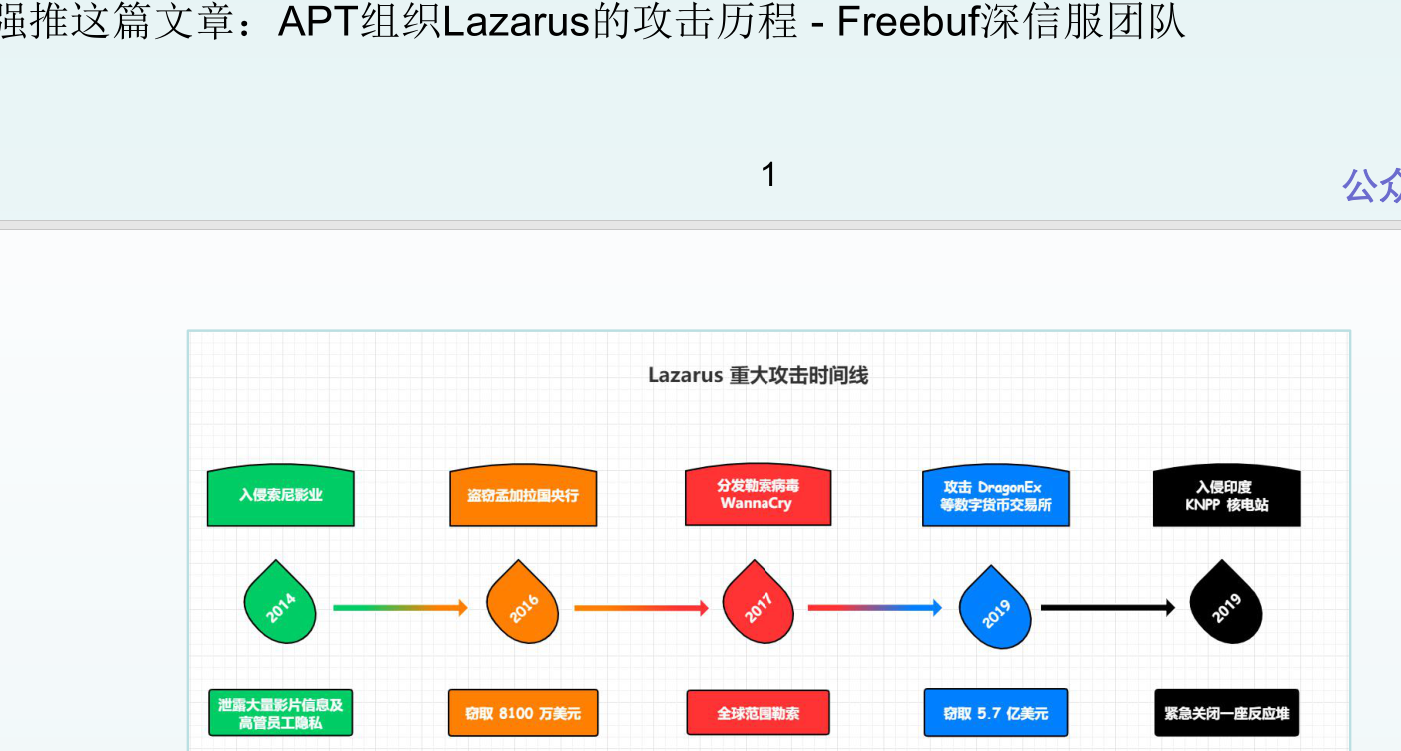 强推这篇文章：APT组织Lazarus的攻击历程 - Freebuf深信服团队
1
公众
Lazarus 重大攻击时间线
入侵索尼影业
盗窃孟加拉国央行
分发勒索病毒
WannaCry
攻击 DragonEx
等数字货币交易所
入侵印度
KNPP 核电站
2014
2016
2017
2019
2019
泄露大量影片信息及
高管员工隐私
窃取 8100 万美元
全球范围勒索
窃取 5.7 亿美元
紧急关闭一座反应堆